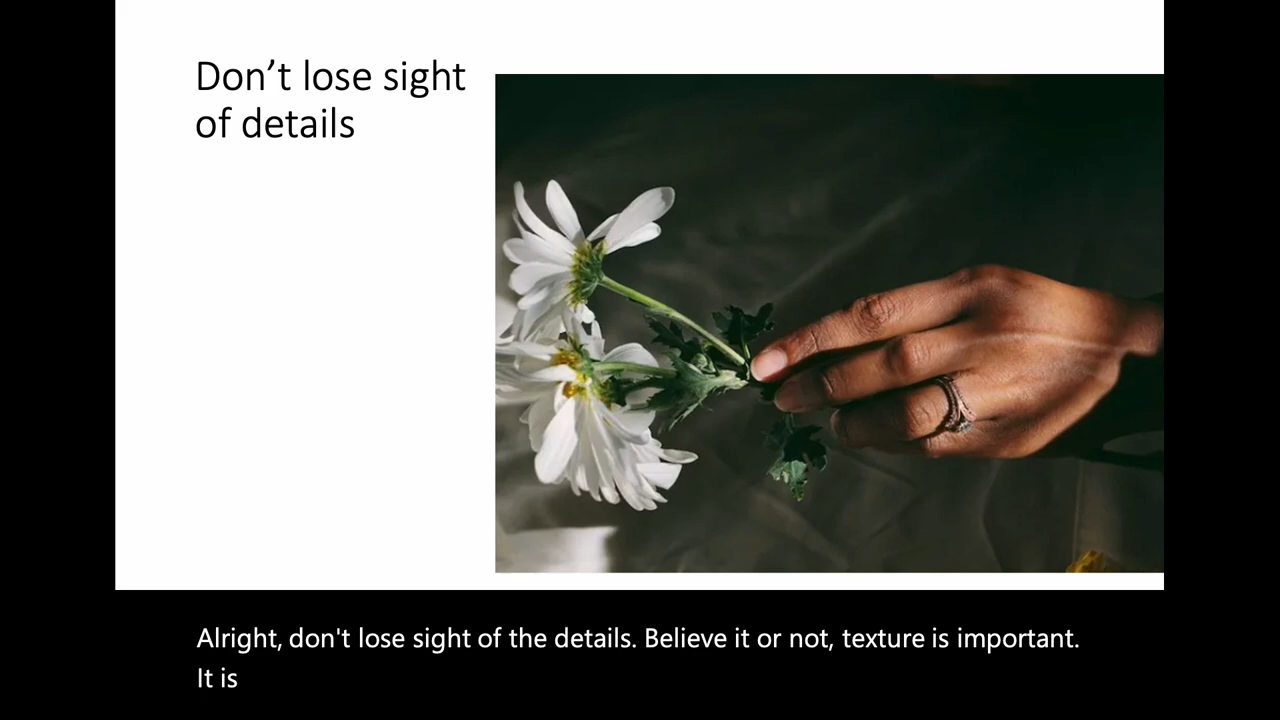 Don’t lose sight
of details
Alright, don't lose sight of the details. Believe it or not, texture is important.
It is